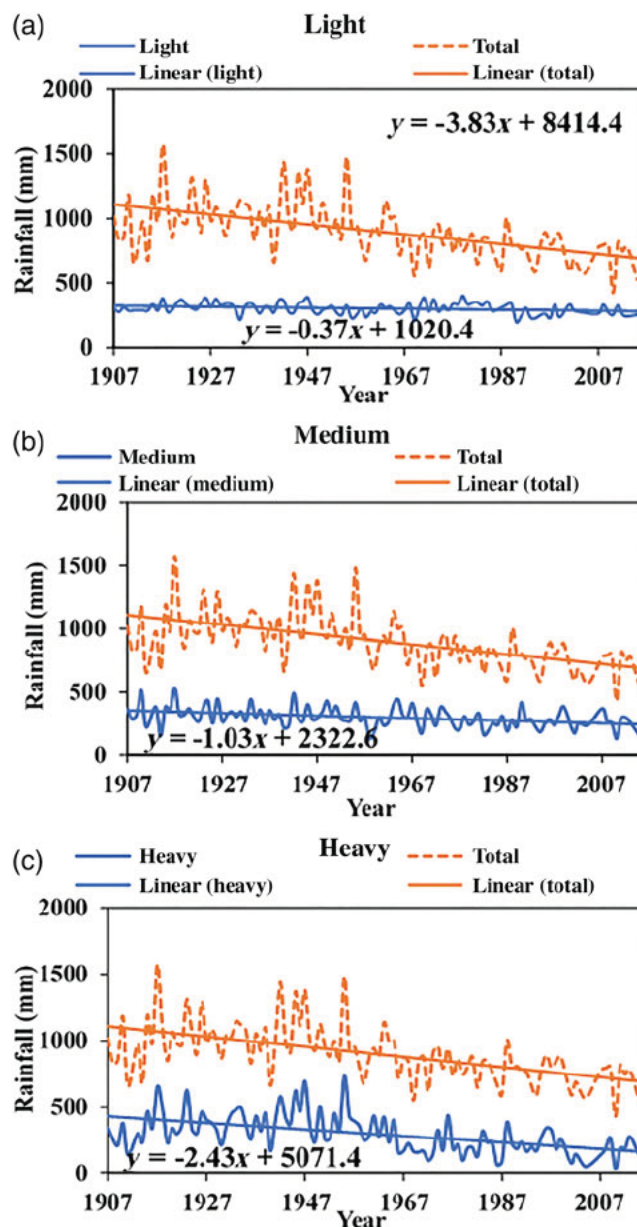 (a)
Light
Light
Total
Linear (light)
Linear (total)
2000
y = -3.83x + 8414.4
1500
Rainfall (mm)
1000
500
y = -0.37x + 1020.4
0
1907 1927 1947 1967 1987 2007
Year
(b)
Medium
Medium
Total
Linear (medium)
Linear (total)
2000
1500
Rainfall (mm)
1000
500
y = -1.03x + 2322.6
0
1907 1927 1947 1967 1987 2007
Year
(c)
Heavy
Heavy
Total
Linear (heavy)
Linear (total)
2000
1500
Rainfall (mm)
1000
500
y = -2.43x + 5071.4
0
1907 1927 1947 1967 1987 2007
Year